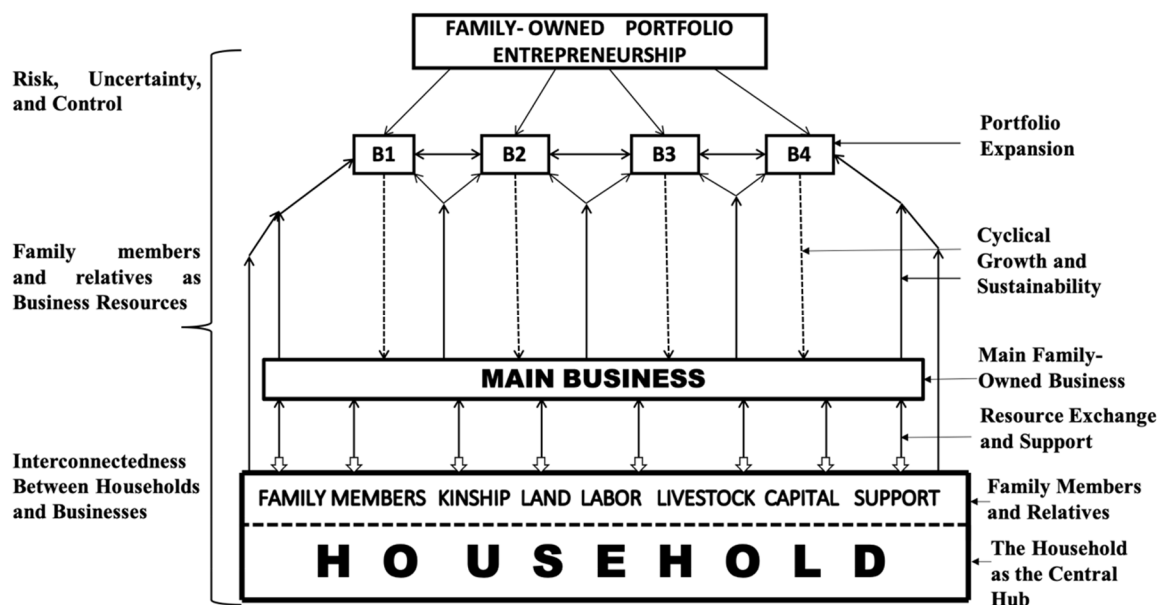 FAMILY- OWNED PORTFOLIO
ENTREPRENEURSHIP
Risk, Uncertainty,
and Control
B1
B2
B3
B4
Portfolio
Expansion
Family members
and relatives as
Business Resources
Cyclical
Growth and
Sustainability
MAIN BUSINESS
Main Family-
Owned Business
Resource Exchange
and Support
Interconnectedness
Between Households
and Businesses
FAMILY MEMBERS KINSHIP LAND LABOR LIVESTOCK CAPITAL SUPPORT
Family Members
and Relatives
HOUSEHOLD
The Household
as the Central
Hub